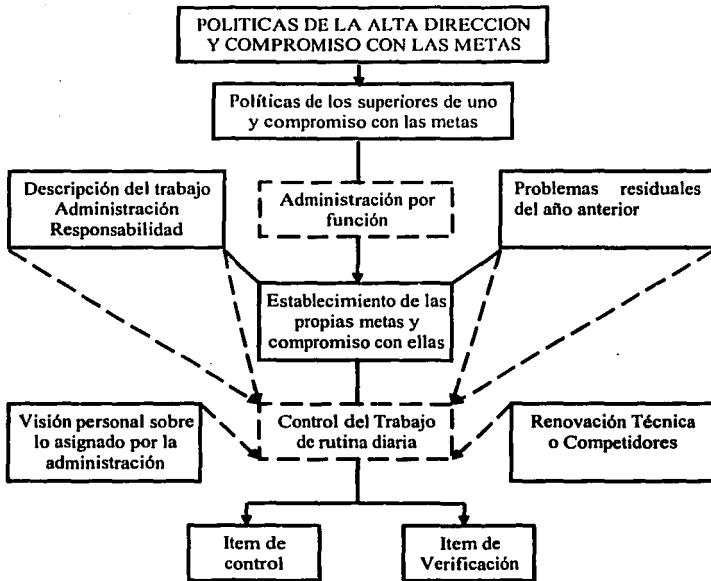 POLITICAS DE LA ALTA DIRECCION
Y COMPROMISO CON LAS METAS
Políticas de los superiores de uno
y compromiso con las metas
Descripción del trabajo
Administración
Responsabilidad
Administración por
función
Problemas residuales
del año anterior
Establecimiento de las
propias metas y
compromiso con ellas
Visión personal sobre
lo asignado por la
administración
Control del Trabajo
de rutina diaria
Renovación Técnica
o Competidores
Item de
control
Item de
Verificación